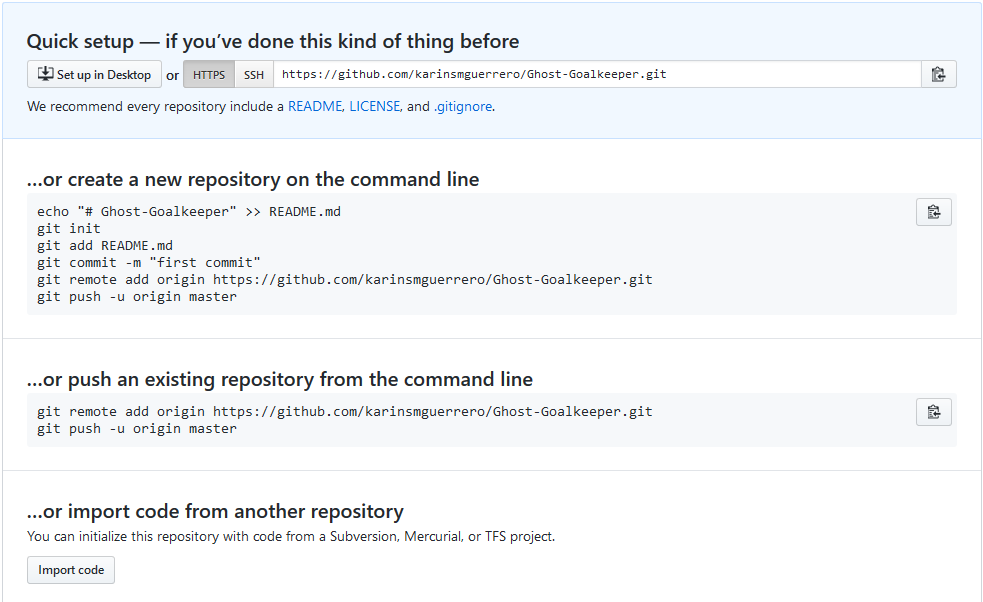 Quick setup — if you’ve done this kind of thing before
Set up in Desktop or HTTPS SSH https://github.com/karinsmguerrero/Ghost-Goalkeeper.git
We recommend every repository include a README, LICENSE, and .gitignore.
…or create a new repository on the command line
echo "# Ghost-Goalkeeper" >> README.md
git init
git add README.md
git commit -m "first commit"
git remote add origin https://github.com/karinsmguerrero/Ghost-Goalkeeper.git
git push -u origin master
…or push an existing repository from the command line
git remote add origin https://github.com/karinsmguerrero/Ghost-Goalkeeper.git
git push -u origin master
…or import code from another repository
You can initialize this repository with code from a Subversion, Mercurial, or TFS project.
Import code